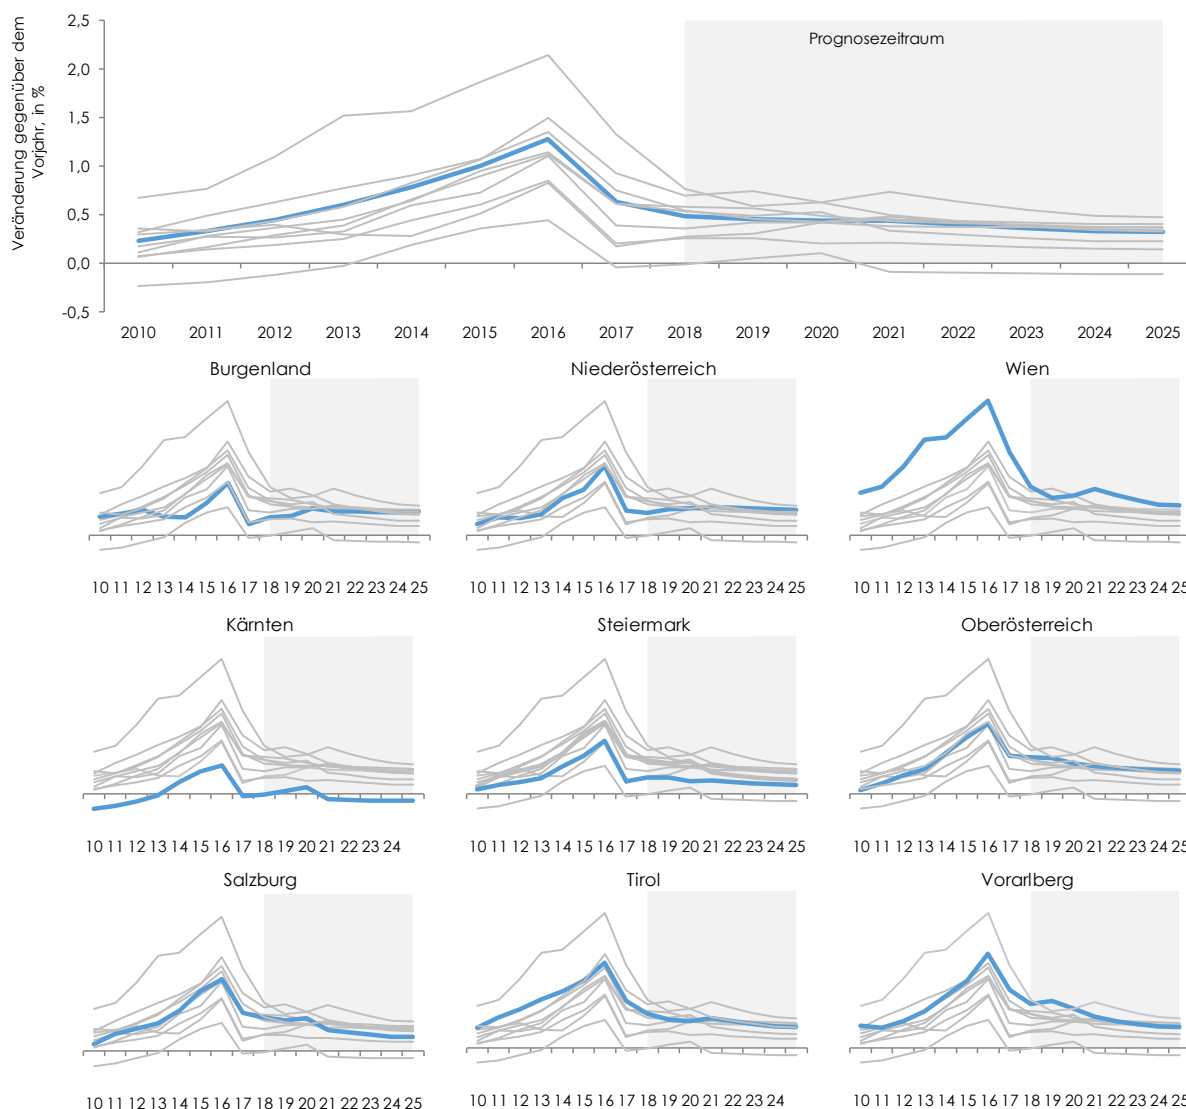 Veränderung gegenüber dem
Vorjahr, in %
2,5
2,0
1,5
1,0
0,5
0,0
-0,5
Prognosezeitraum
2010 2011 2012 2013 2014 2015 2016 2017 2018 2019 2020 2021 2022 2023 2024 2025
Burgenland Niederösterreich Wien
10 11 12 13 14 15 16 17 18 19 20 21 22 23 24 25 10 11 12 13 14 15 16 17 18 19 20 21 22 23 24 25 10 11 12 13 14 15 16 17 18 19 20 21 22 23 24 25
Kärnten Steiermark Oberösterreich
10 11 12 13 14 15 16 17 18 19 20 21 22 23 24 10 11 12 13 14 15 16 17 18 19 20 21 22 23 24 25 10 11 12 13 14 15 16 17 18 19 20 21 22 23 24 25
Salzburg Tirol Vorarlberg
10 11 12 13 14 15 16 17 18 19 20 21 22 23 24 25 10 11 12 13 14 15 16 17 18 19 20 21 22 23 24 10 11 12 13 14 15 16 17 18 19 20 21 22 23 24 25